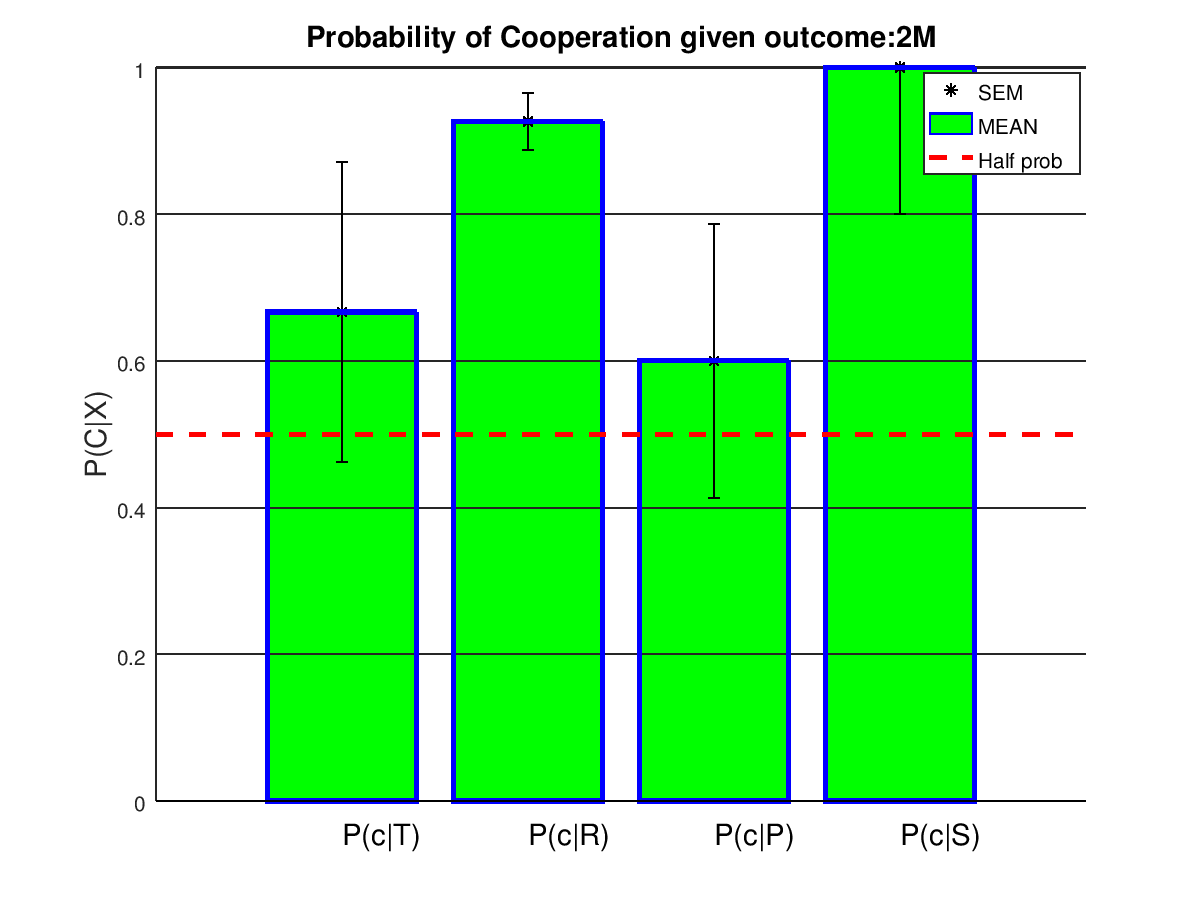 Probability of Cooperation given outcome:2M
SEM
MEAN
Half prob
1
0.8
0.6
0.4
0.2
0
P(C|X)
P(c|T)
P(c|R)
P(c|P)
P(c|S)